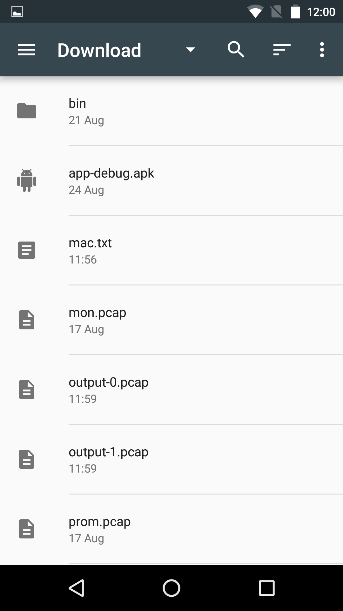 12:00
Download
bin
21 Aug
app-debug.apk
24 Aug
mac.txt
11:56
mon.pcap
17 Aug
output-0.pcap
11:59
output-1.pcap
11:59
prom.pcap
17 Aug